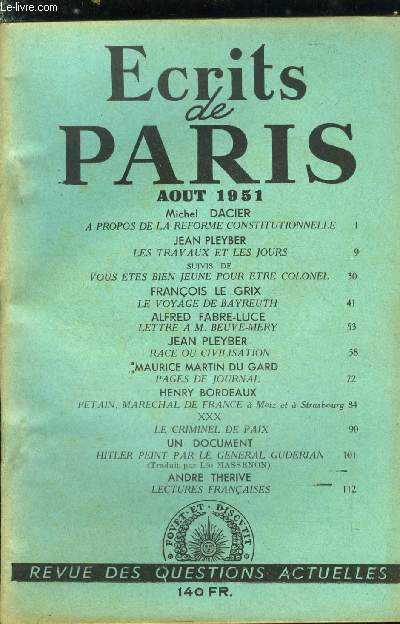 www.Le-livre.fr
Ecrits
de
PARIS
AOUT 1951
Michel DACIER
A PROPOS DE LA REFORME CONSTITUTIONNELLE 1
JEAN PLEYBER
LES TRAVAUX ET LES JOURS 9
SUIVIS DE
VOUS ETES BIEN JEUNE POUR ETRE COLONEL 30
FRANÇOIS LE GRIX
LE VOYAGE DE BAYREUTH 41
ALFRED FABRE-LUCE
LETTRE A M. BEUVE-MERY 53
JEAN PLEYBER
RACE OU CIVILISATION 58
MAURICE MARTIN DU GARD
PAGES DE JOURNAL 72
HENRY BORDEAUX
PETAIN, MARECHAL DE FRANCE à Metz et à Strasbourg 84
XXX
LE CRIMINEL DE PAIX 90
UN DOCUMENT
HITLER PEINT PAR LE GENERAL GUDERIAN 101
(Traduit par Léo MASSENON)
ANDRE THERIVE
LECTURES FRANÇAISES 112
FOVET·ET·DISCVTIT
REVUE DES QUESTIONS ACTUELLES
140 FR.